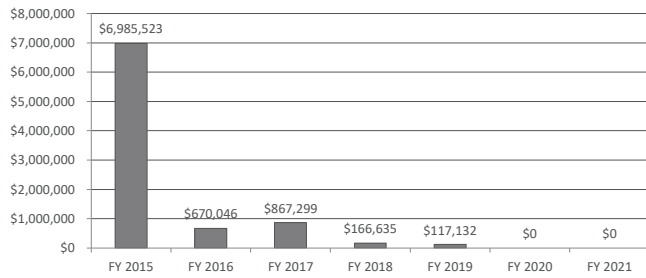 $8,000,000
$7,000,000
$6,000,000
$5,000,000
$4,000,000
$3,000,000
$2,000,000
$1,000,000
$0
$6,985,523
$670,046
$867,299
$166,635
$117,132
$0
$0
FY 2015
FY 2016
FY 2017
FY 2018
FY 2019
FY 2020
FY 2021